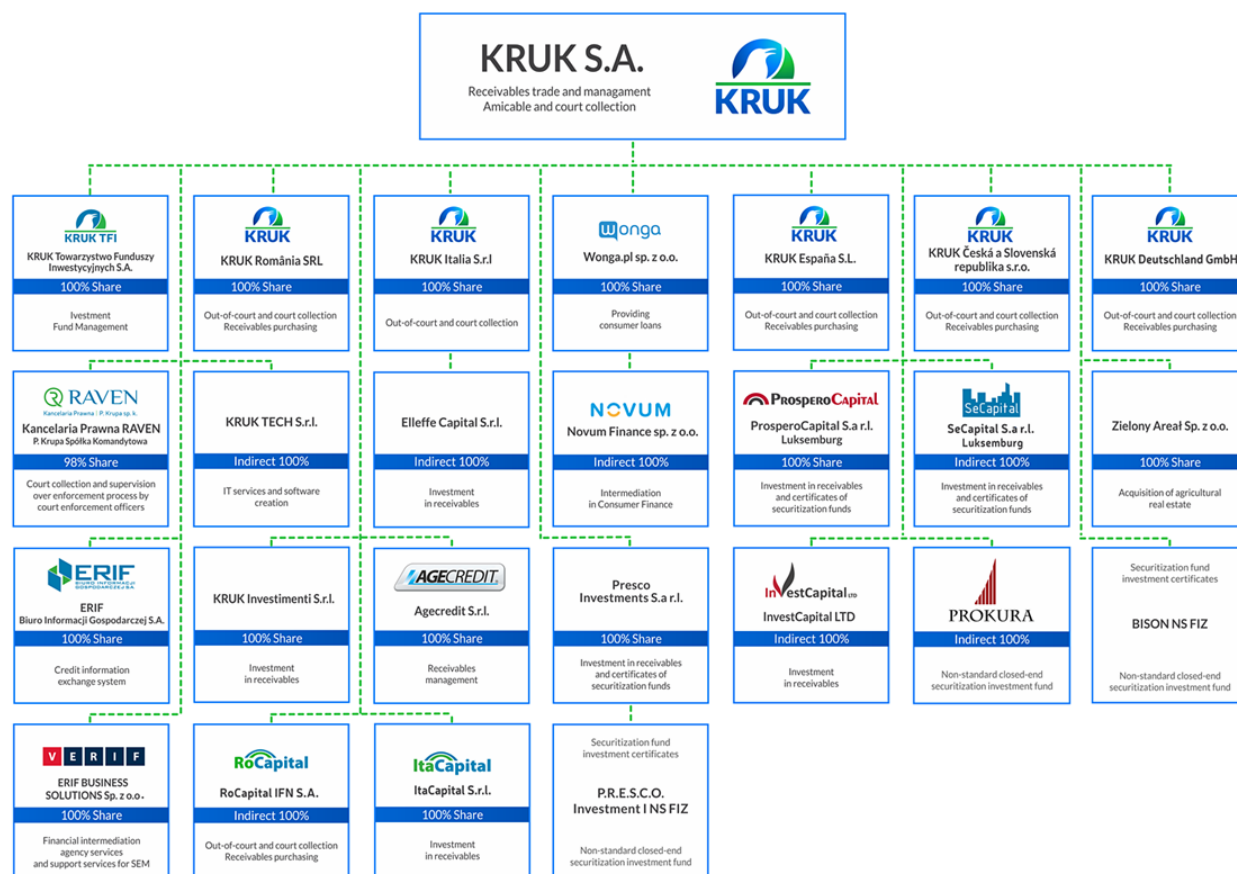 KRUK S.A.
Receivables trade and managament
Amicable and court collection
KRUK
KRUK TFI
KRUK Towarzystwo Funduszy
Inwestycyjnych S.A.
100% Share
Ivestment
Fund Management
KRUK
KRUK România SRL
100% Share
Out-of-court and court collection
Receivables purchasing
KRUK
KRUK Italia S.r.l
100% Share
Out-of-court and court collection
wonga
Wonga.pl sp. z o.o.
100% Share
Providing
consumer loans
KRUK
KRUK España S.L.
100% Share
Out-of-court and court collection
Receivables purchasing
KRUK
KRUK Česká a Slovenská
republika s.r.o.
100% Share
Out-of-court and court collection
Receivables purchasing
KRUK
KRUK Deutschland GmbH
100% Share
Out-of-court and court collection
Receivables purchasing
RAVEN
Kancelaria Prawna | P. Krupa sp. k.
Kancelaria Prawna RAVEN
P. Krupa Spółka Komandytowa
98% Share
Court collection and supervision
over enforcement process by
court enforcement officers
KRUK TECH S.r.l.
Indirect 100%
IT services and software
creation
Elleffe Capital S.r.l.
Indirect 100%
Investment
in receivables
NOVUM
Novum Finance sp. z o.o.
Indirect 100%
Intermediation
in Consumer Finance
PROSPEROCAPITAL
ProsperoCapital S.a r.l.
Luksemburg
100% Share
Investment in receivables
and certificates of
securitization funds
SeCapital
SeCapital S.a r.l.
Luksemburg
Indirect 100%
Investment in receivables
and certificates of
securitization funds
Zielony Areał Sp. z o.o.
100% Share
Acquisition of agricultural
real estate
ERIF
BIURO INFORMACJI
GOSPODARCZEJ SA
ERIF
Biuro Informacji Gospodarczej S.A.
100% Share
Credit information
exchange system
KRUK Investimenti S.r.l.
100% Share
Investment
in receivables
AGECREDIT
Agecredit S.r.l.
100% Share
Receivables
management
Presco
Investments S.a r.l.
100% Share
Investment in receivables
and certificates of
securitization funds
InvestCapital LTD
InvestCapital LTD
Indirect 100%
Investment
in receivables
PROKURA
Indirect 100%
Non-standard closed-end
securitization investment fund
Securitization fund
investment certificates
BISON NS FIZ
Non-standard closed-end
securitization investment fund
VERIF
ERIF BUSINESS
SOLUTIONS Sp. z o.o.
100% Share
Financial intermediation
agency services
and support services for SEM
RoCapital
RoCapital IFN S.A.
Indirect 100%
Out-of-court and court collection
Receivables purchasing
ItaCapital
ItaCapital S.r.l.
100% Share
Investment
in receivables
Securitization fund
investment certificates
P.R.E.S.C.O.
Investment I NS FIZ
Non-standard closed-end
securitization investment fund